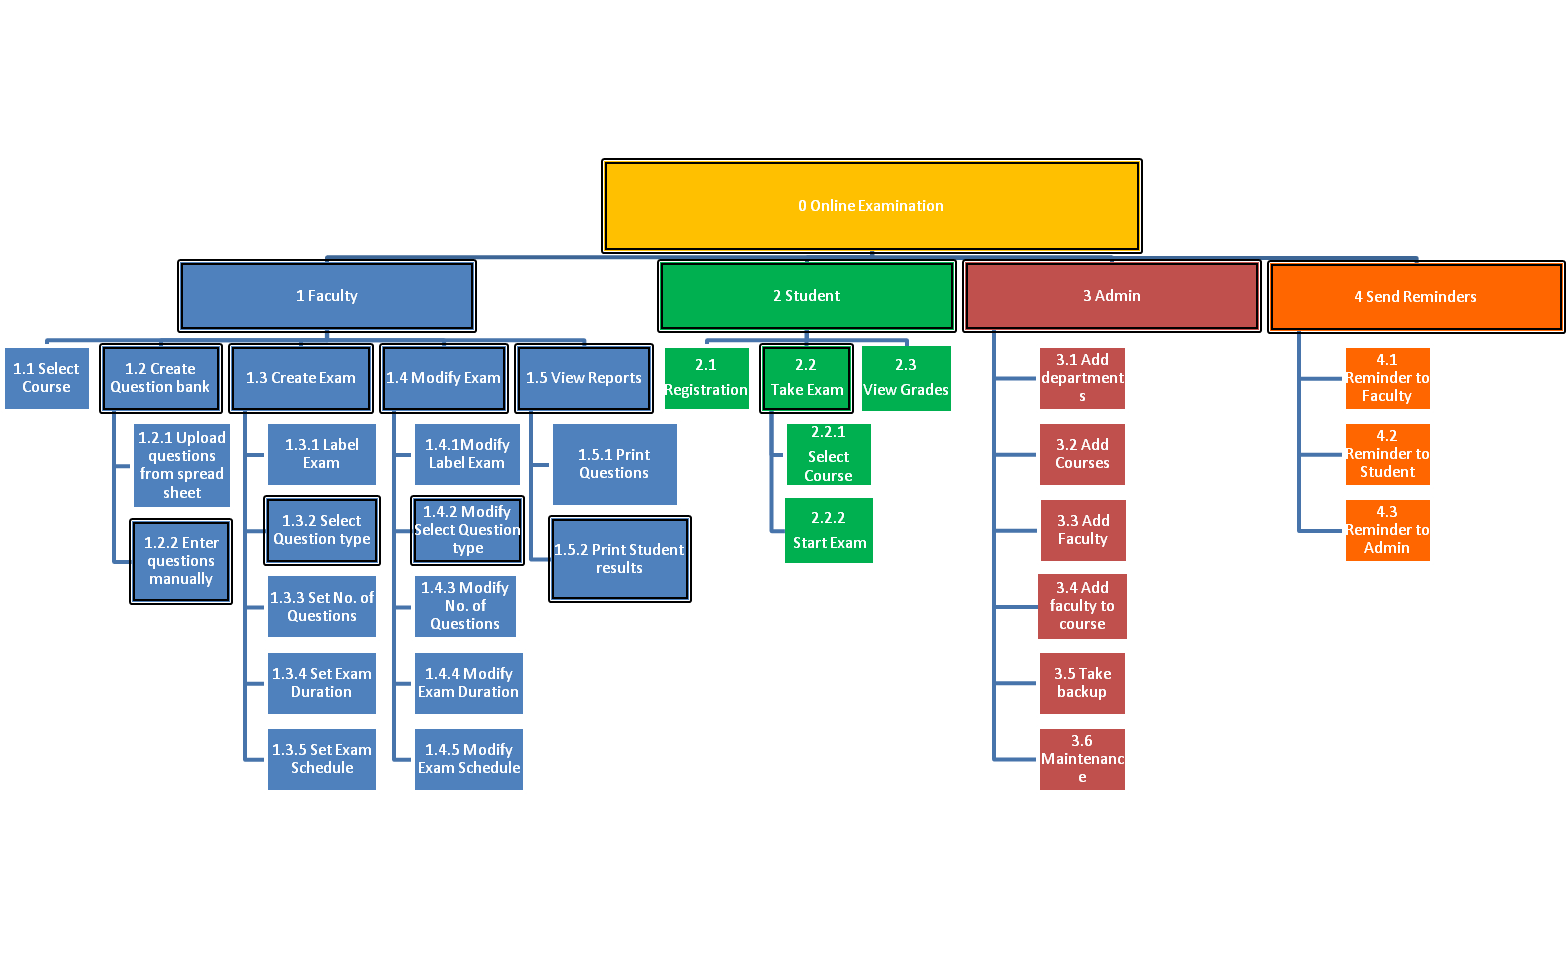 0 Online Examination
1 Faculty
2 Student
3 Admin
4 Send Reminders
1.1 Select
Course
1.2 Create
Question bank
1.3 Create Exam
1.4 Modify Exam
1.5 View Reports
2.1
Registration
2.2
Take Exam
2.3
View Grades
1.2.1 Upload
questions
from spread
sheet
1.2.2 Enter
questions
manually
1.3.1 Label
Exam
1.3.2 Select
Question type
1.3.3 Set No. of
Questions
1.3.4 Set Exam
Duration
1.3.5 Set Exam
Schedule
1.4.1Modify
Label Exam
1.4.2 Modify
Select Question
type
1.4.3 Modify
No. of
Questions
1.4.4 Modify
Exam Duration
1.4.5 Modify
Exam Schedule
1.5.1 Print
Questions
1.5.2 Print Student
results
2.2.1
Select
Course
2.2.2
Start Exam
3.1 Add
department
s
3.2 Add
Courses
3.3 Add
Faculty
3.4 Add
faculty to
course
3.5 Take
backup
3.6
Maintenanc
e
4.1
Reminder to
Faculty
4.2
Reminder to
Student
4.3
Reminder to
Admin